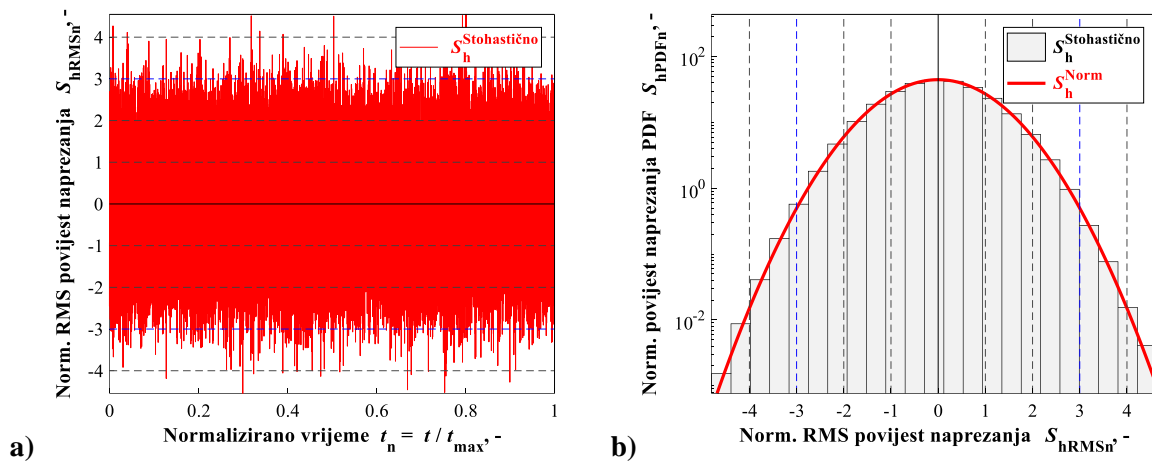 Norm. RMS povijest naprezanja S_hRMSn, -
4
3
2
1
0
-1
-2
-3
-4
S_h^Stohastično
0 0.2 0.4 0.6 0.8 1
Normalizirano vrijeme t_n = t / t_max, -
a)
Norm. povijest naprezanja PDF S_hPDFn, -
10^2
10^0
10^-2
S_h^Stohastično
S_h^Norm
-4 -3 -2 -1 0 1 2 3 4
Norm. RMS povijest naprezanja S_hRMSn, -
b)